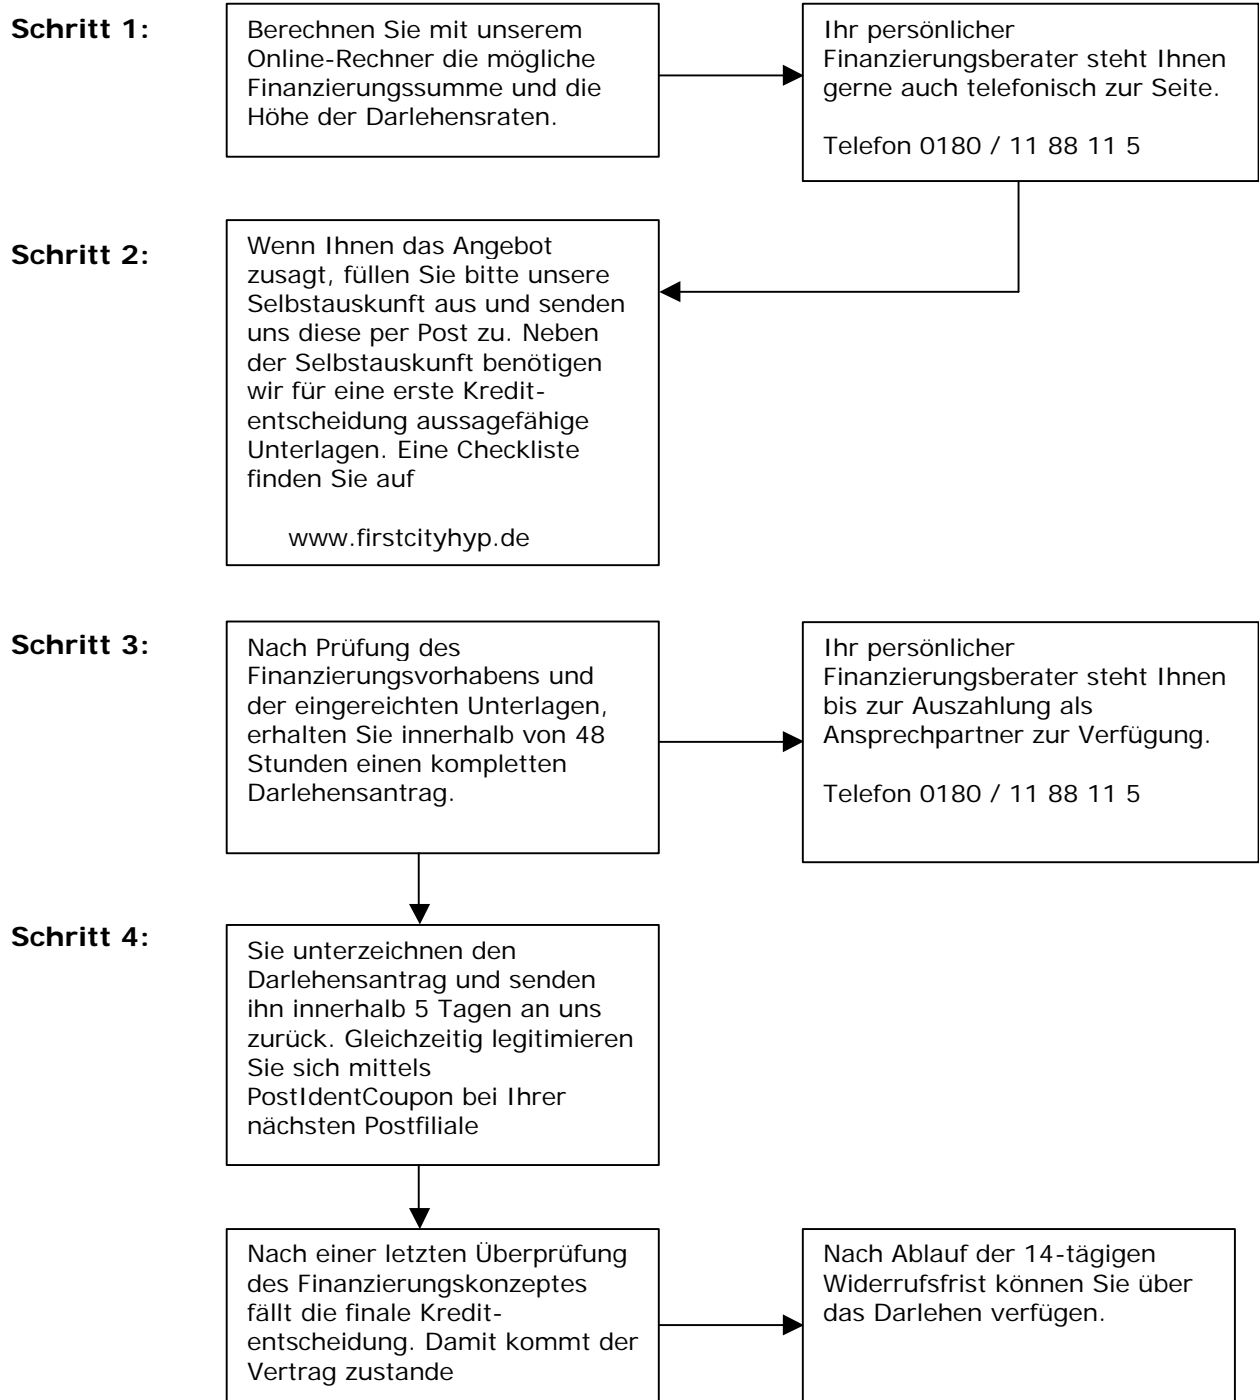 Schritt 1:
Berechnen Sie mit unserem
Online-Rechner die mögliche
Finanzierungssumme und die
Höhe der Darlehensraten.
Ihr persönlicher
Finanzierungsberater steht Ihnen
gerne auch telefonisch zur Seite.
Telefon 0180 / 11 88 11 5
Schritt 2:
Wenn Ihnen das Angebot
zusagt, füllen Sie bitte unsere
Selbstauskunft aus und senden
uns diese per Post zu. Neben
der Selbstauskunft benötigen
wir für eine erste Kredit-
entscheidung aussagefähige
Unterlagen. Eine Checkliste
finden Sie auf
www.firstcityhyp.de
Schritt 3:
Nach Prüfung des
Finanzierungsvorhabens und
der eingereichten Unterlagen,
erhalten Sie innerhalb von 48
Stunden einen kompletten
Darlehensantrag.
Ihr persönlicher
Finanzierungsberater steht Ihnen
bis zur Auszahlung als
Ansprechpartner zur Verfügung.
Telefon 0180 / 11 88 11 5
Schritt 4:
Sie unterzeichnen den
Darlehensantrag und senden
ihn innerhalb 5 Tagen an uns
zurück. Gleichzeitig legitimieren
Sie sich mittels
PostIdentCoupon bei Ihrer
nächsten Postfiliale
Nach einer letzten Überprüfung
des Finanzierungskonzeptes
fällt die finale Kredit-
entscheidung. Damit kommt der
Vertrag zustande
Nach Ablauf der 14-tägigen
Widerrufsfrist können Sie über
das Darlehen verfügen.